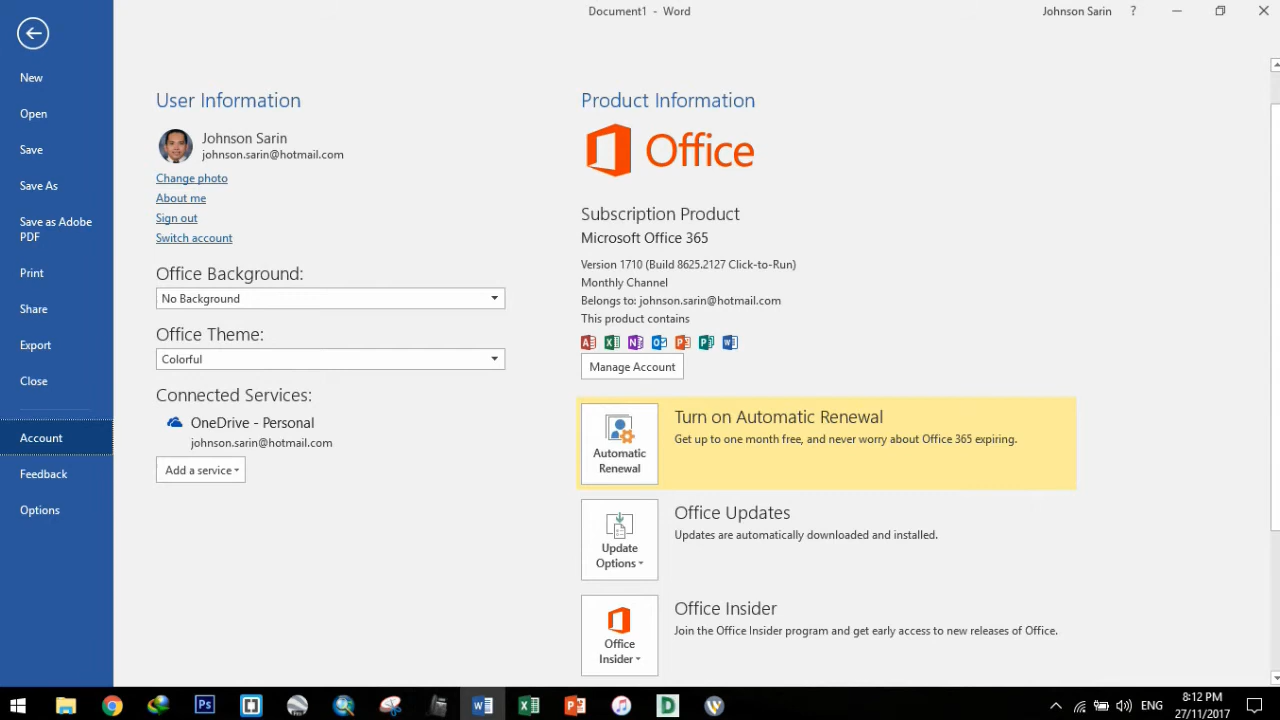 Document1 - Word
Johnson Sarin
?
New
Open
Save
Save As
Save as Adobe
PDF
Print
Share
Export
Close
Account
Feedback
Options
User Information
Johnson Sarin
johnson.sarin@hotmail.com
Change photo
About me
Sign out
Switch account
Office Background:
No Background
Office Theme:
Colorful
Connected Services:
OneDrive - Personal
johnson.sarin@hotmail.com
Add a service
Product Information
Office
Subscription Product
Microsoft Office 365
Version 1710 (Build 8625.2127 Click-to-Run)
Monthly Channel
Belongs to: johnson.sarin@hotmail.com
This product contains
Manage Account
Automatic
Renewal
Turn on Automatic Renewal
Get up to one month free, and never worry about Office 365 expiring.
Update
Options
Office Updates
Updates are automatically downloaded and installed.
Office
Insider
Office Insider
Join the Office Insider program and get early access to new releases of Office.
Ps
D
ENG
8:12 PM
27/11/2017